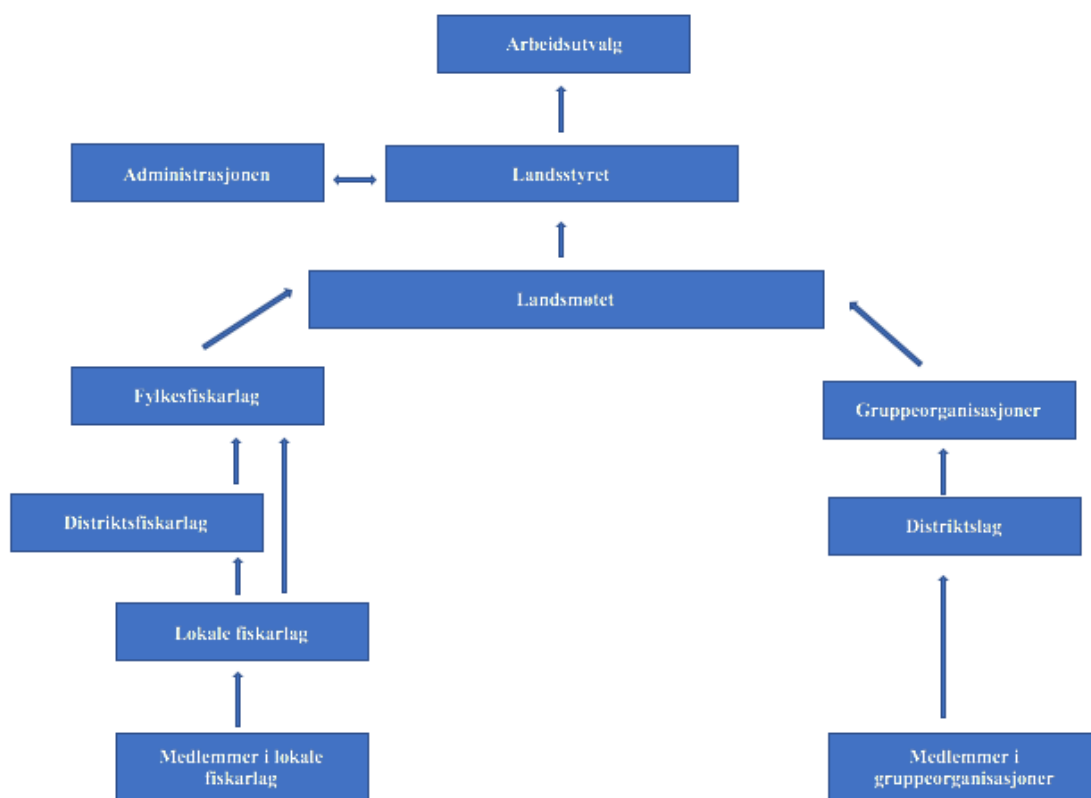 Arbeidsutvalg
Administrasjonen
Landsstyret
Landsmøtet
Fylkesfiskarlag
Gruppeorganisasjoner
Distriktsfiskarlag
Distriktslag
Lokale fiskarlag
Medlemmer i lokale
fiskarlag
Medlemmer i
gruppeorganisasjoner